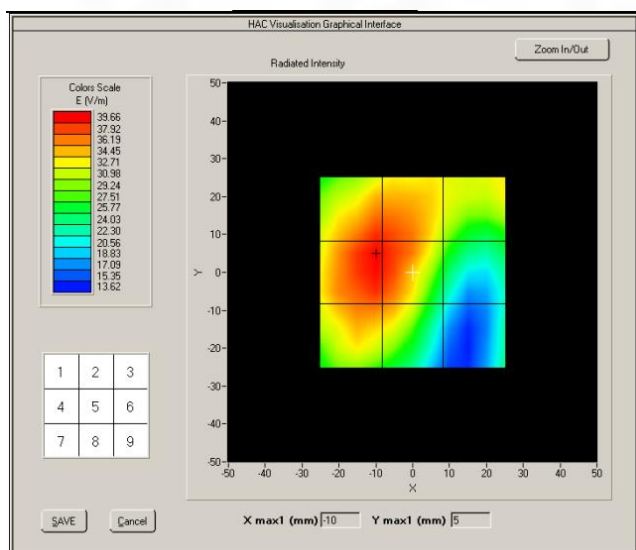 HAC Visualisation Graphical Interface
Zoom In/Out
Radiated Intensity
Colors Scale
E (V/m)
39.66
37.92
36.19
34.45
32.71
30.98
29.24
27.51
25.77
24.03
22.30
20.56
18.83
17.09
15.35
13.62
50-
40-
30-
20-
10-
0-
-10-
-20-
-30-
-40-
-50-
Y
-50 -40 -30 -20 -10 0 10 20 30 40 50
X
1 2 3
4 5 6
7 8 9
SAVE Cancel
X max1 (mm) -10 Y max1 (mm) 5